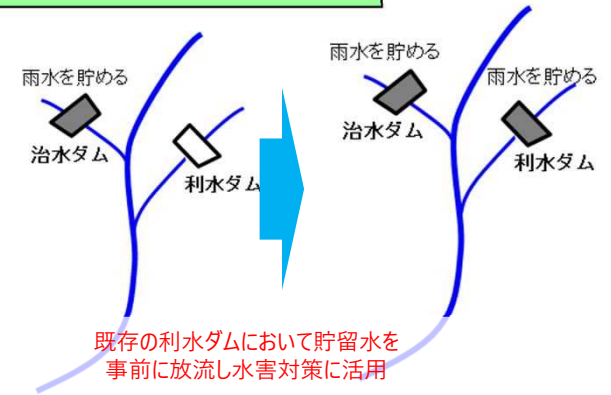 雨水を貯める
治水ダム
利水ダム
雨水を貯める
雨水を貯める
治水ダム
利水ダム
既存の利水ダムにおいて貯留水を
事前に放流し水害対策に活用